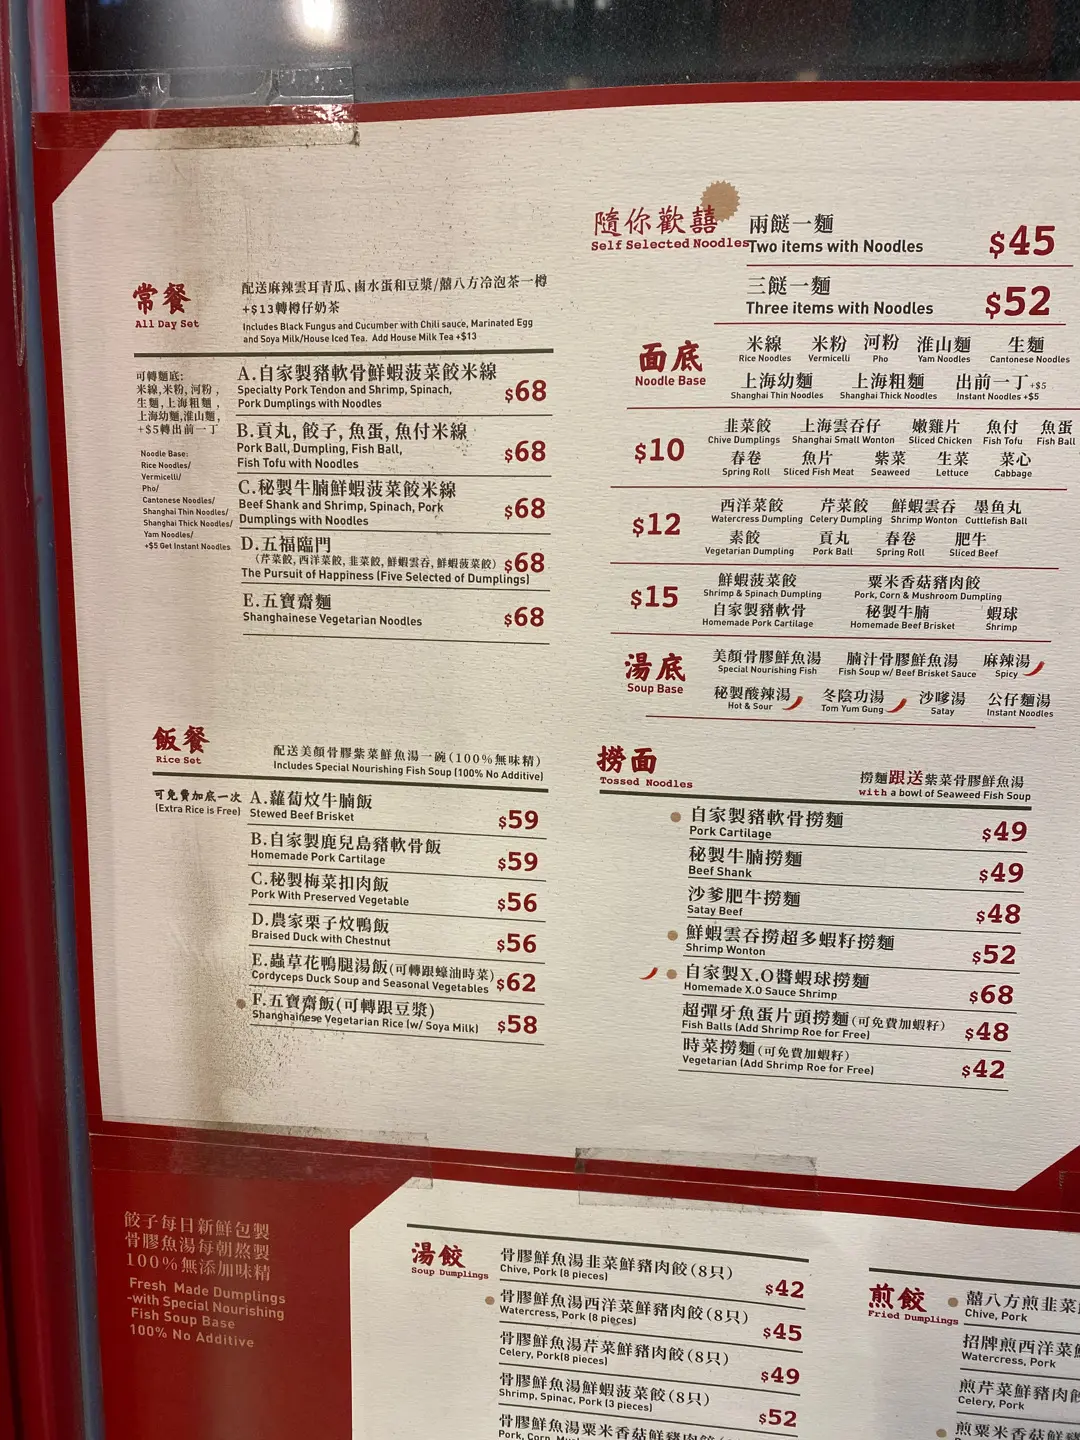 常餐
All Day Set
配送麻辣雲耳青瓜、鹵水蛋和豆漿/囍八方冷泡茶一樽
+$13轉樽仔奶茶
Includes Black Fungus and Cucumber with Chili sauce, Marinated Egg
and Soya Milk/House Iced Tea. Add House Milk Tea +$13
可轉麵底:
米線,米粉,河粉,
生麵,上海粗麵,
上海幼麵,淮山麵,
+$5轉出前一丁
Noodle Base:
Rice Noodles/
Vermicelli/
Pho/
Cantonese Noodles/
Shanghai Thin Noodles/
Shanghai Thick Noodles/
Yam Noodles/
+$5 Get Instant Noodles
A.自家製豬軟骨鮮蝦菠菜餃米線
Specialty Pork Tendon and Shrimp, Spinach,
Pork Dumplings with Noodles
$68
B.貢丸,餃子,魚蛋,魚付米線
Pork Ball, Dumpling, Fish Ball,
Fish Tofu with Noodles
$68
C.秘製牛腩鮮蝦菠菜餃米線
Beef Shank and Shrimp, Spinach, Pork
Dumplings with Noodles
$68
D.五福臨門
(芹菜餃,西洋菜餃,韭菜餃,鮮蝦雲吞,鮮蝦菠菜餃)
The Pursuit of Happiness (Five Selected of Dumplings)
$68
E.五寶齋麵
Shanghainese Vegetarian Noodles
$68
飯餐
Rice Set
配送美顏骨膠紫菜鮮魚湯一碗(100%無味精)
Includes Special Nourishing Fish Soup (100% No Additive)
可免費加底一次
(Extra Rice is Free)
A.蘿蔔炆牛腩飯
Stewed Beef Brisket
$59
B.自家製鹿兒島豬軟骨飯
Homemade Pork Cartilage
$59
C.秘製梅菜扣肉飯
Pork With Preserved Vegetable
$56
D.農家栗子炆鴨飯
Braised Duck with Chestnut
$56
E.蟲草花鴨腿湯飯(可轉跟蠔油時菜)
Cordyceps Duck Soup and Seasonal Vegetables
$62
F.五寶齋飯(可轉跟豆漿)
Shanghainese Vegetarian Rice (w/ Soya Milk)
$58
隨你歡囍
Self Selected Noodles
兩餸一麵
Two items with Noodles
$45
三餸一麵
Three items with Noodles
$52
面底
Noodle Base
米線 米粉 河粉 淮山麵 生麵
Rice Noodles Vermicelli Pho Yam Noodles Cantonese Noodles
上海幼麵 上海粗麵 出前一丁+$5
Shanghai Thin Noodles Shanghai Thick Noodles Instant Noodles +$5
$10
韭菜餃 上海雲吞仔 嫩雞片 魚付 魚蛋
Chive Dumplings Shanghai Small Wonton Sliced Chicken Fish Tofu Fish Ball
春卷 魚片 紫菜 生菜 菜心
Spring Roll Sliced Fish Meat Seaweed Lettuce Cabbage
$12
西洋菜餃 芹菜餃 鮮蝦雲吞 墨魚丸
Watercress Dumpling Celery Dumpling Shrimp Wonton Cuttlefish Ball
素餃 貢丸 春卷 肥牛
Vegetarian Dumpling Pork Ball Spring Roll Sliced Beef
$15
鮮蝦菠菜餃 粟米香菇豬肉餃
Shrimp & Spinach Dumpling Pork, Corn & Mushroom Dumpling
自家製豬軟骨 秘製牛腩 蝦球
Homemade Pork Cartilage Homemade Beef Brisket Shrimp
湯底
Soup Base
美顏骨膠鮮魚湯 腩汁骨膠鮮魚湯 麻辣湯
Special Nourishing Fish Fish Soup w/ Beef Brisket Sauce Spicy
秘製酸辣湯 冬陰功湯 沙嗲湯 公仔麵湯
Hot & Sour Tom Yum Gung Satay Instant Noodles
撈面
Tossed Noodles
撈麵跟送紫菜骨膠鮮魚湯
with a bowl of Seaweed Fish Soup
自家製豬軟骨撈麵
Pork Cartilage
$49
秘製牛腩撈麵
Beef Shank
$49
沙爹肥牛撈麵
Satay Beef
$48
鮮蝦雲吞撈超多蝦籽撈麵
Shrimp Wonton
$52
自家製X.O醬蝦球撈麵
Homemade X.O Sauce Shrimp
$68
超彈牙魚蛋片頭撈麵(可免費加蝦籽)
Fish Balls (Add Shrimp Roe for Free)
$48
時菜撈麵(可免費加蝦籽)
Vegetarian (Add Shrimp Roe for Free)
$42
餃子每日新鮮包製
骨膠魚湯每朝熬製
100%無添加味精
Fresh Made Dumplings
-with Special Nourishing
Fish Soup Base
100% No Additive
湯餃
Soup Dumplings
骨膠鮮魚湯韭菜鮮豬肉餃(8只)
Chive, Pork (8 pieces)
$42
骨膠鮮魚湯西洋菜鮮豬肉餃(8只)
Watercress, Pork (8 pieces)
$45
骨膠鮮魚湯芹菜鮮豬肉餃(8只)
Celery, Pork(8 pieces)
$49
骨膠鮮魚湯鮮蝦菠菜餃(8只)
Shrimp, Spinac, Pork (3 pieces)
$52
骨膠鮮魚湯粟米香菇鮮豬肉餃
Pork, Corn,
煎餃
Fried Dumplings
囍八方煎韭菜
Chive, Pork
招牌煎西洋菜鮮
Watercress, Pork
煎芹菜鮮豬肉餃
Celery, Pork
煎粟米香菇鮮豬